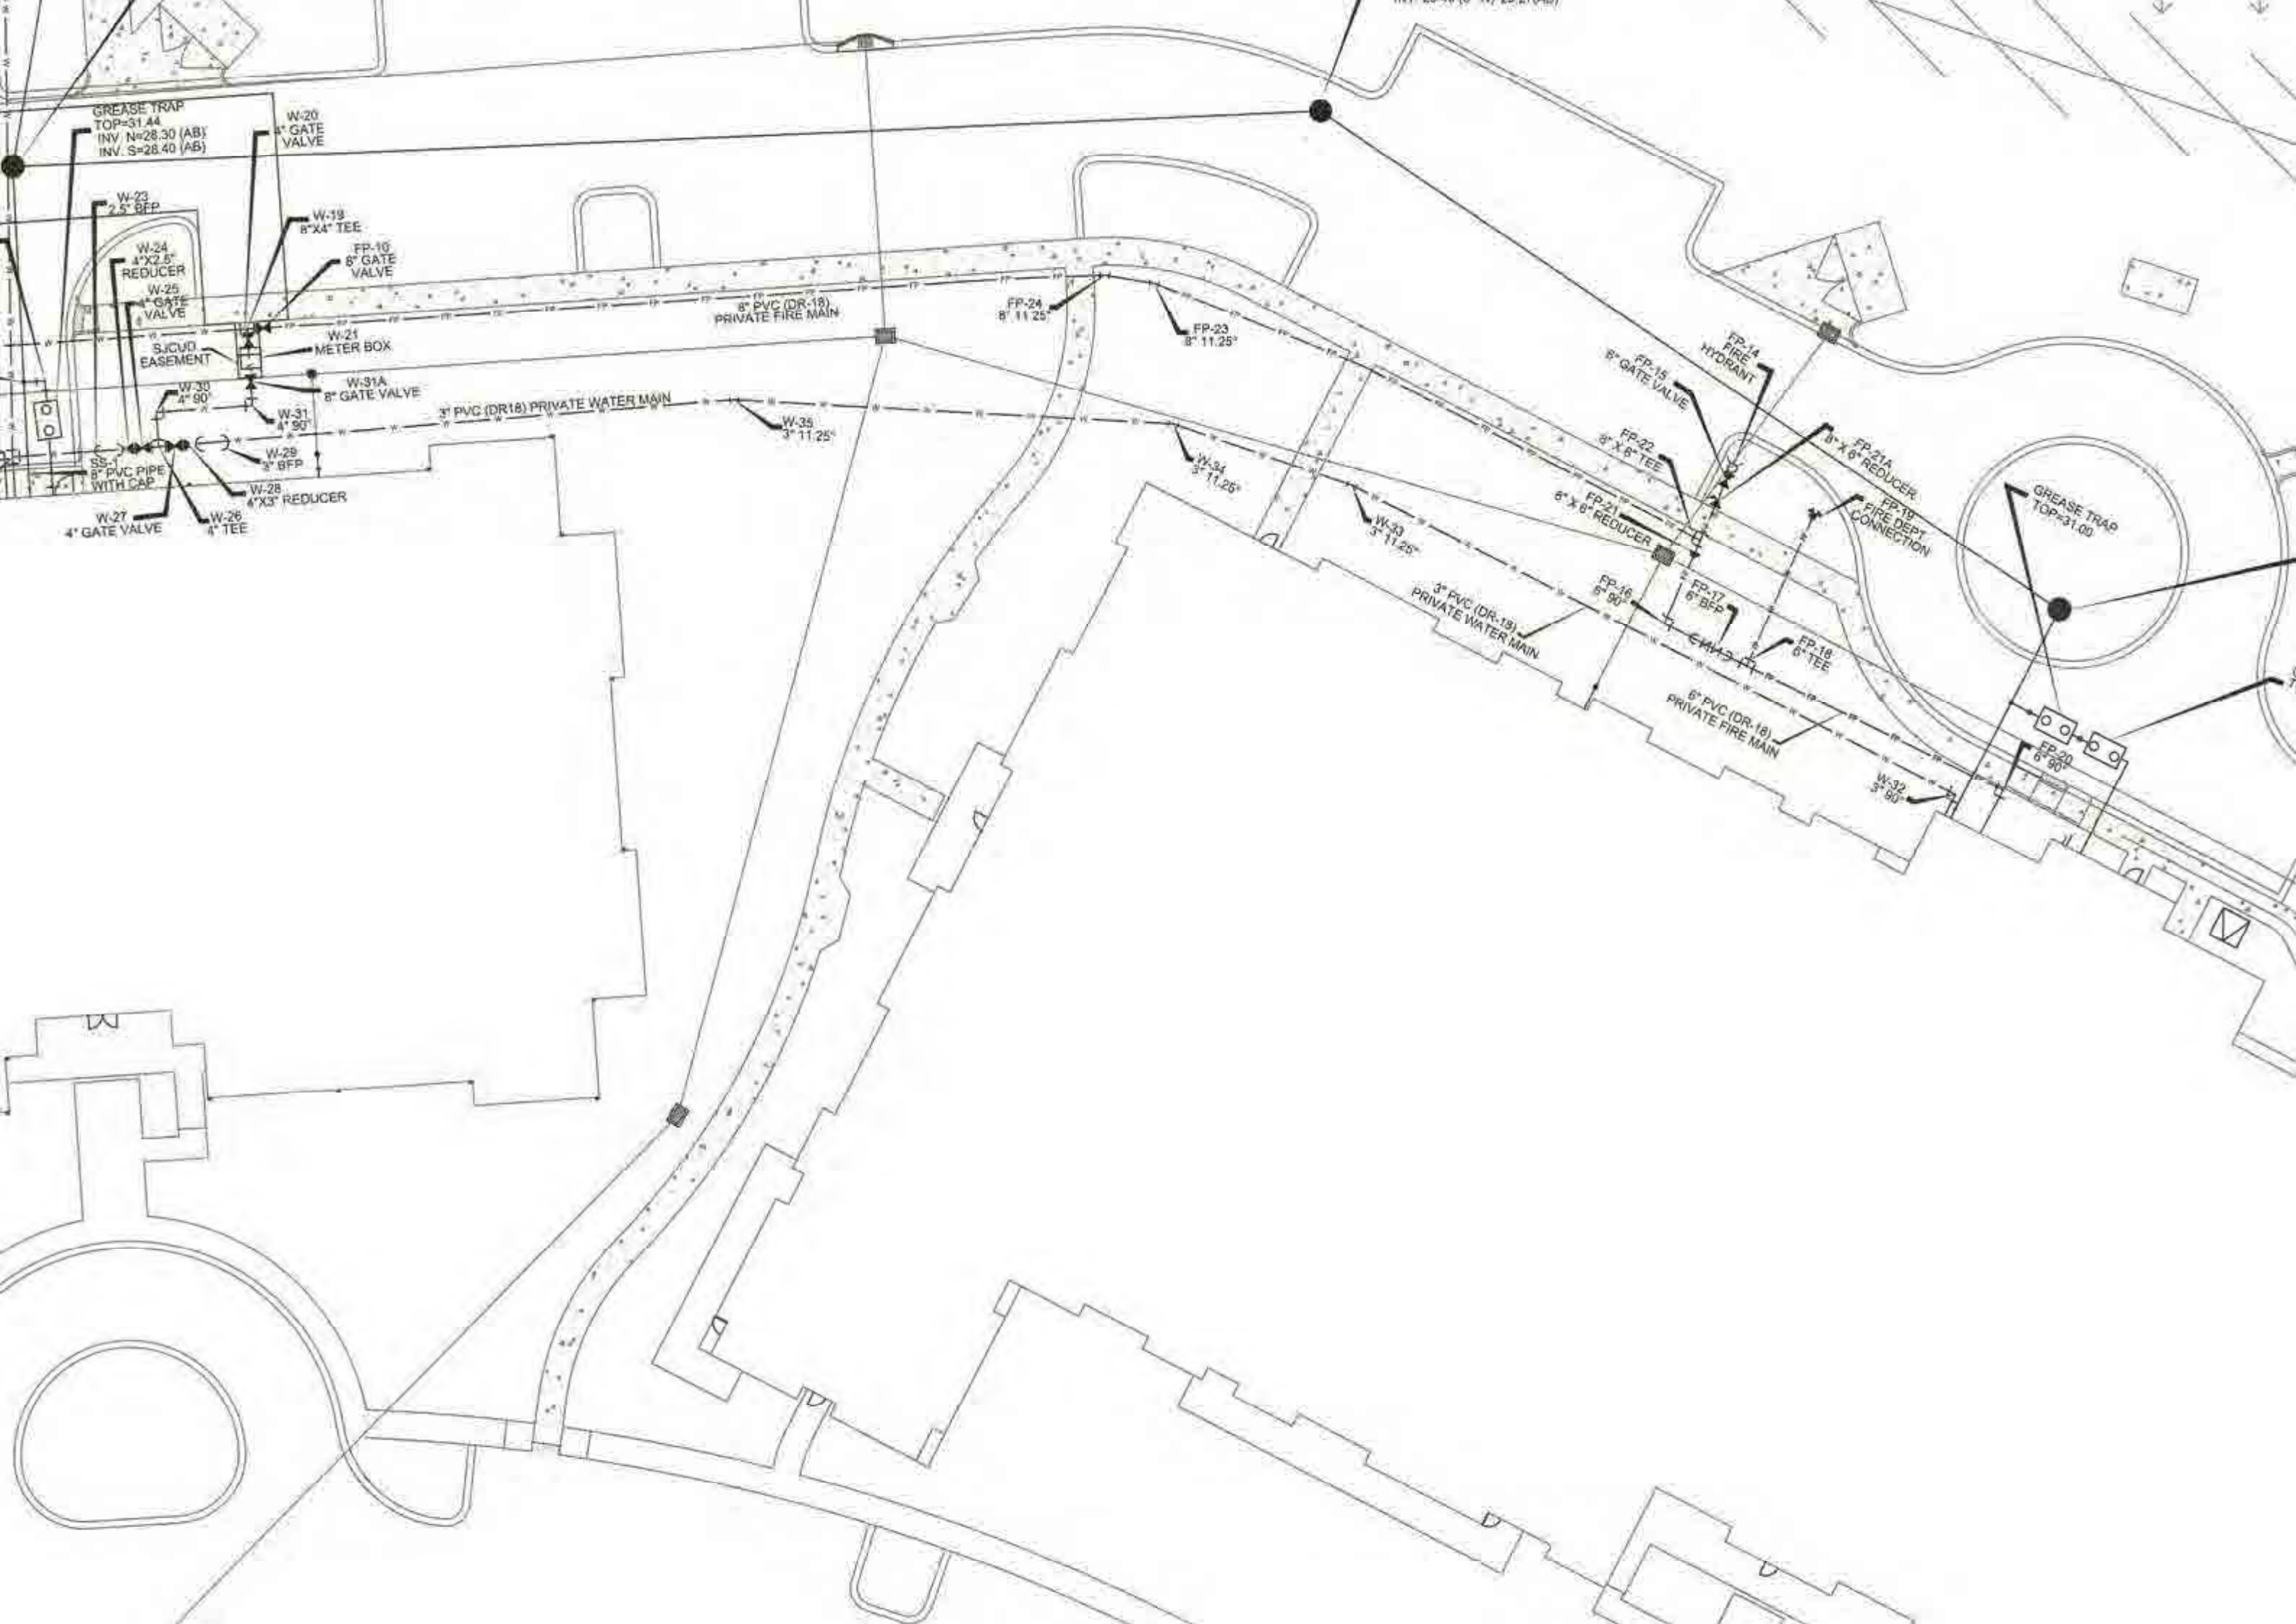 GREASE TRAP
TOP=31.44
INV. N=28.30 (AB)
INV. S=28.40 (AB)
W-20
4" GATE
VALVE
W-23
2.5" BFP
W-19
8"X4" TEE
W-24
4"X2.5"
REDUCER
FP-10
8" GATE
VALVE
W-25
4" GATE
VALVE
8" PVC (DR-18)
PRIVATE FIRE MAIN
FP-24
8" 11.25°
FP-23
8" 11.25°
SJCUD
EASEMENT
W-21
METER BOX
W-30
4" 90°
W-31A
8" GATE VALVE
W-31
4" 90°
3" PVC (DR18) PRIVATE WATER MAIN
W-35
3" 11.25°
W-34
3" 11.25°
W-33
3" 11.25°
SS-1
8" PVC PIPE
WITH CAP
W-29
3" BFP
W-28
4"X3" REDUCER
W-27
4" GATE VALVE
W-26
4" TEE
FP-14
FIRE
HYDRANT
FP-15
6" GATE VALVE
FP-22
8" X 6" TEE
FP-21A
8" X 6" REDUCER
FP-21
8" X 6" REDUCER
FP-19
FIRE DEPT.
CONNECTION
GREASE TRAP
TOP=31.00
FP-16
6" 90°
FP-17
6" BFP
FP-18
6" TEE
3" PVC (DR-18)
PRIVATE WATER MAIN
6" PVC (DR-18)
PRIVATE FIRE MAIN
FP-20
6" 90°
W-32
3" 90°